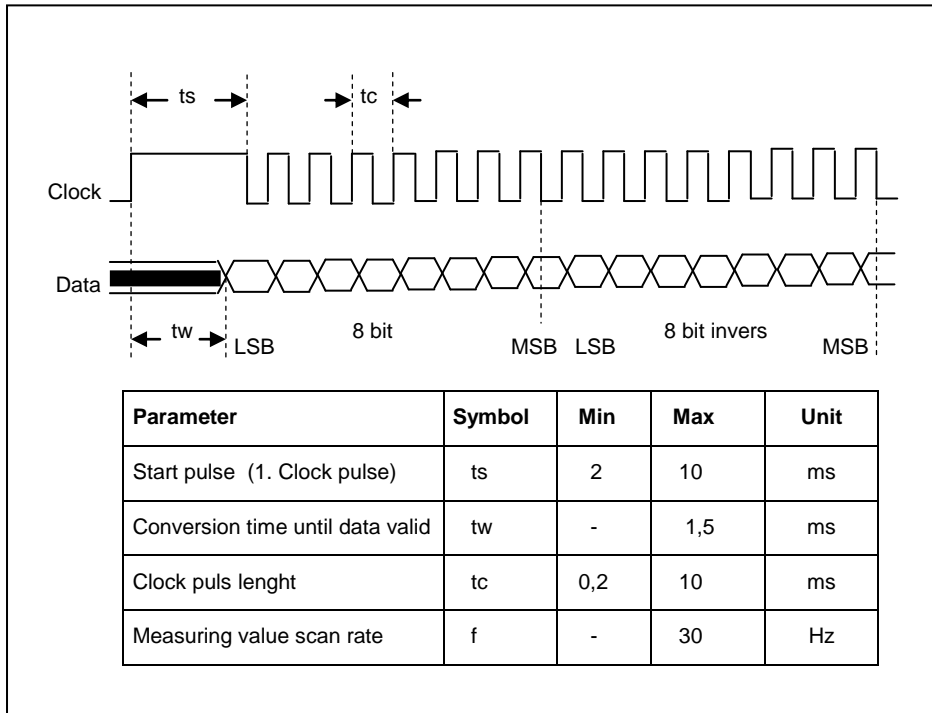 ts tc
Clock
Data
tw LSB 8 bit MSB LSB 8 bit invers MSB
Parameter Symbol Min Max Unit
Start pulse (1. Clock pulse) ts 2 10 ms
Conversion time until data valid tw - 1,5 ms
Clock puls lenght tc 0,2 10 ms
Measuring value scan rate f - 30 Hz